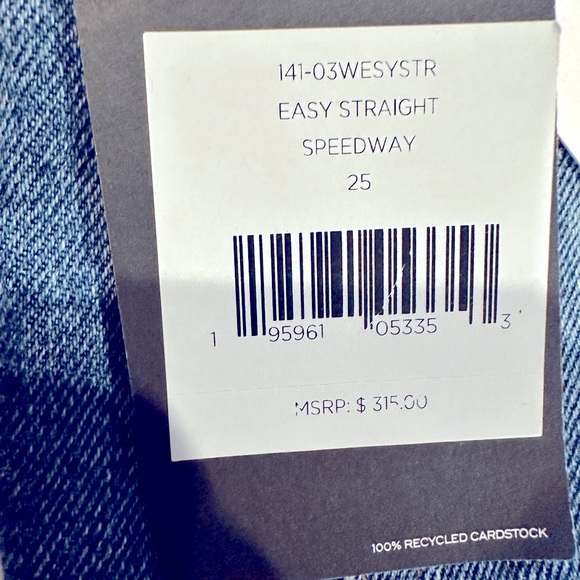 141-03WESYSTR
EASY STRAIGHT
SPEEDWAY
25
1 95961 05335 3
MSRP: $ 315.00
100% RECYCLED CARDSTOCK